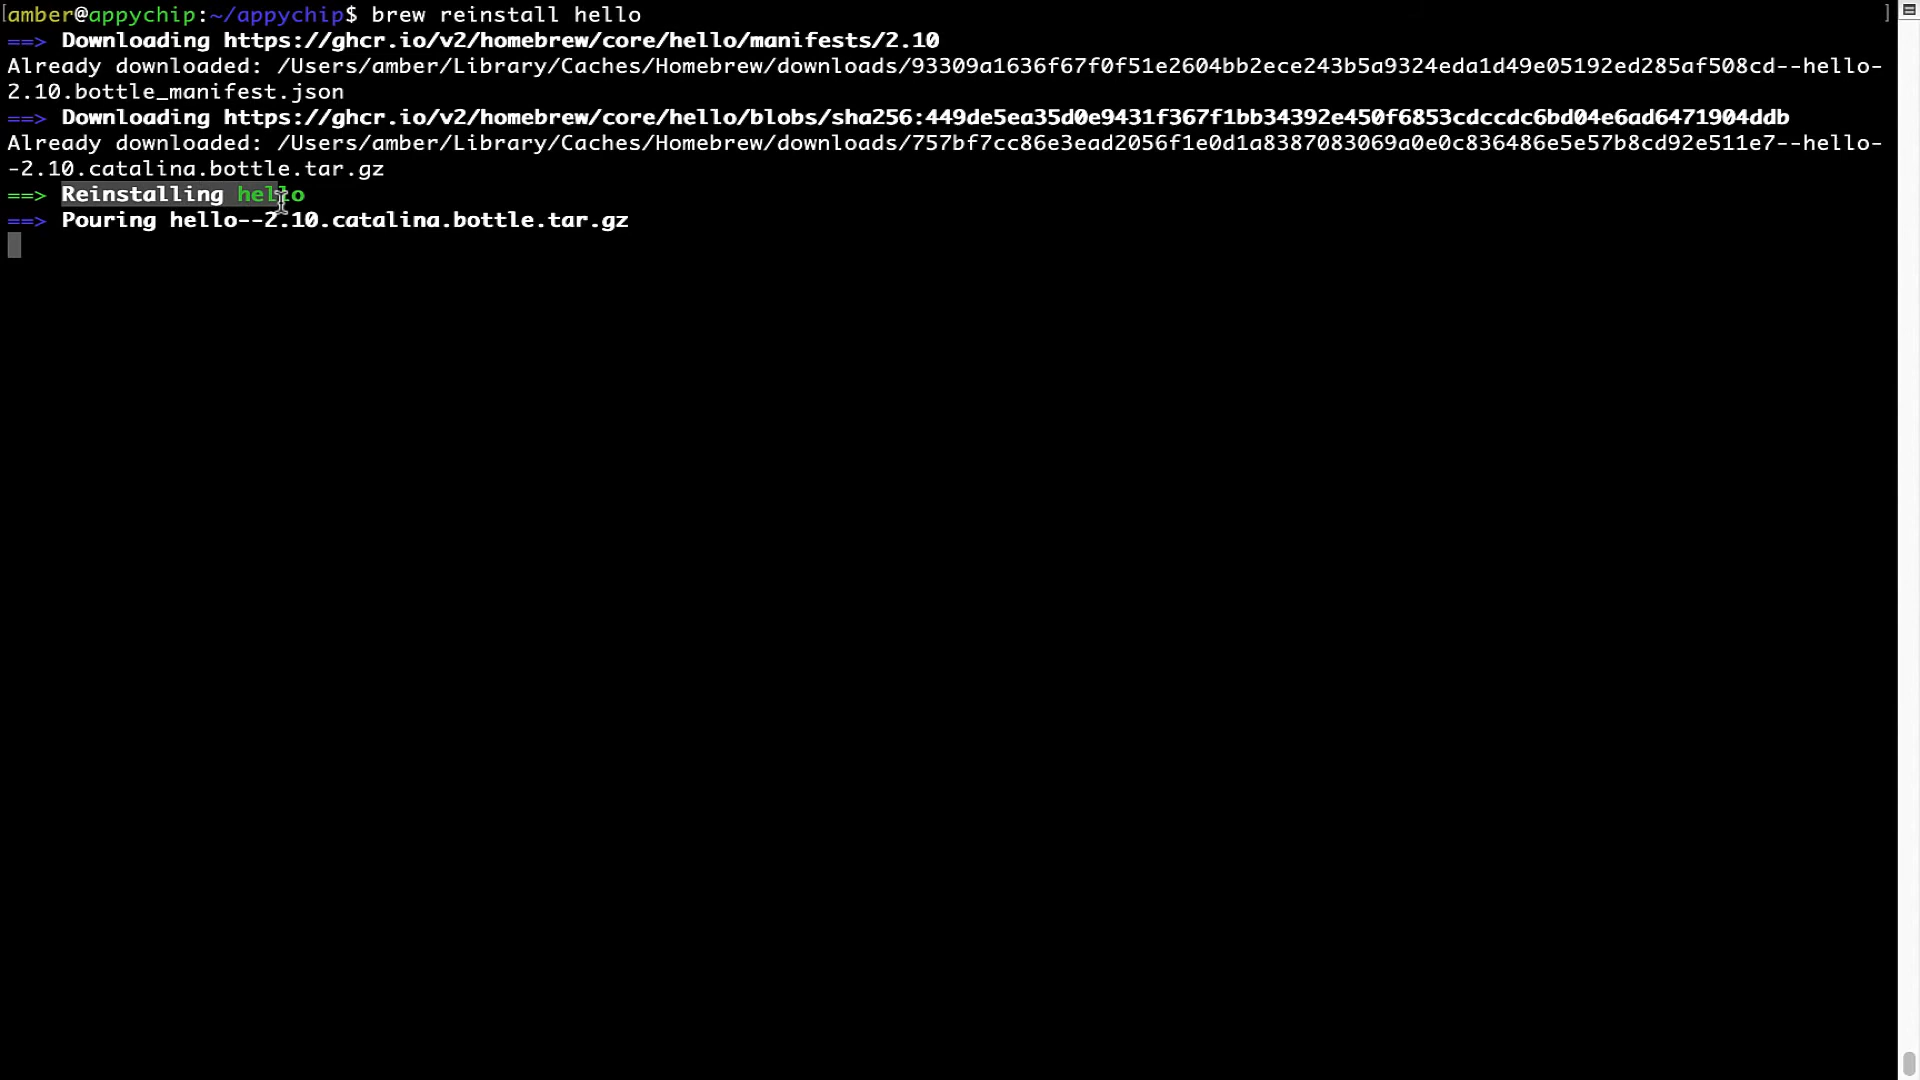 [amber@appychip:~/appychip$ brew reinstall hello ]
==> Downloading https://ghcr.io/v2/homebrew/core/hello/manifests/2.10
Already downloaded: /Users/amber/Library/Caches/Homebrew/downloads/93309a1636f67f0f51e2604bb2ece243b5a9324eda1d49e05192ed285af508cd--hello-
2.10.bottle_manifest.json
==> Downloading https://ghcr.io/v2/homebrew/core/hello/blobs/sha256:449de5ea35d0e9431f367f1bb34392e450f6853cdccdc6bd04e6ad6471904ddb
Already downloaded: /Users/amber/Library/Caches/Homebrew/downloads/757bf7cc86e3ead2056f1e0d1a8387083069a0e0c836486e5e57b8cd92e511e7--hello-
-2.10.catalina.bottle.tar.gz
==> Reinstalling hello
==> Pouring hello--2.10.catalina.bottle.tar.gz